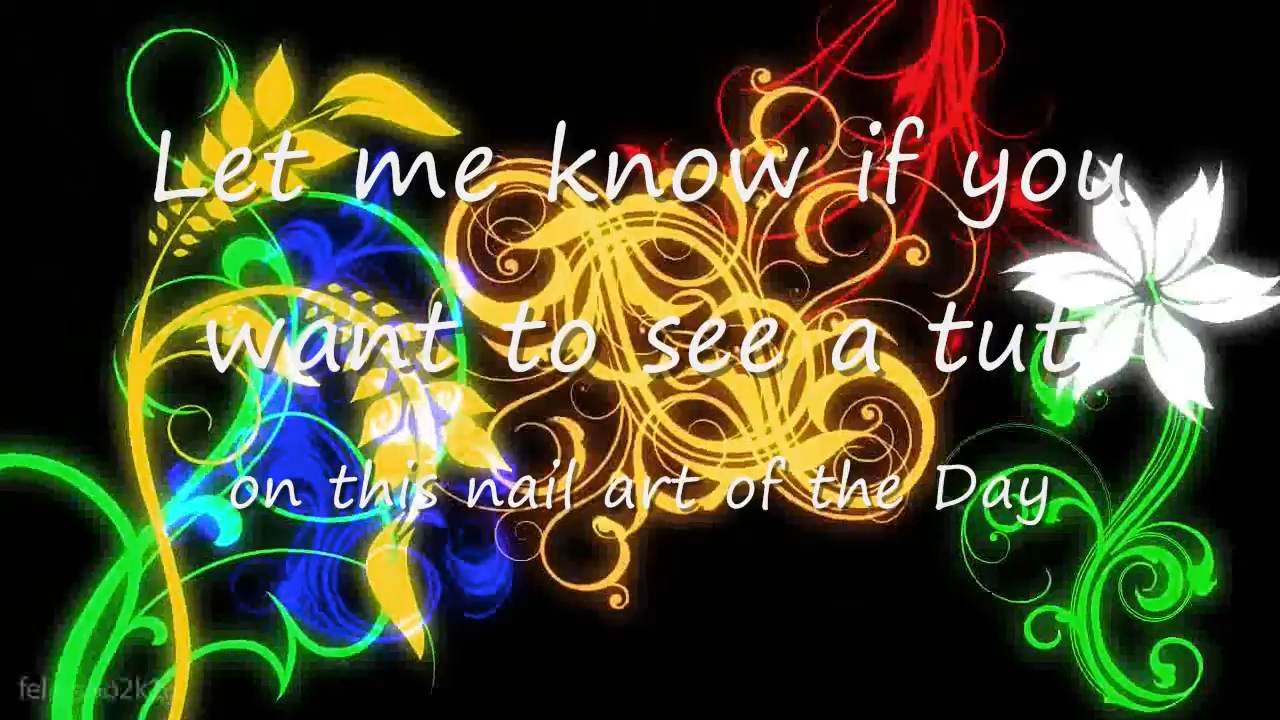 Let me know if you
want to see a tut
on this nail art of the Day